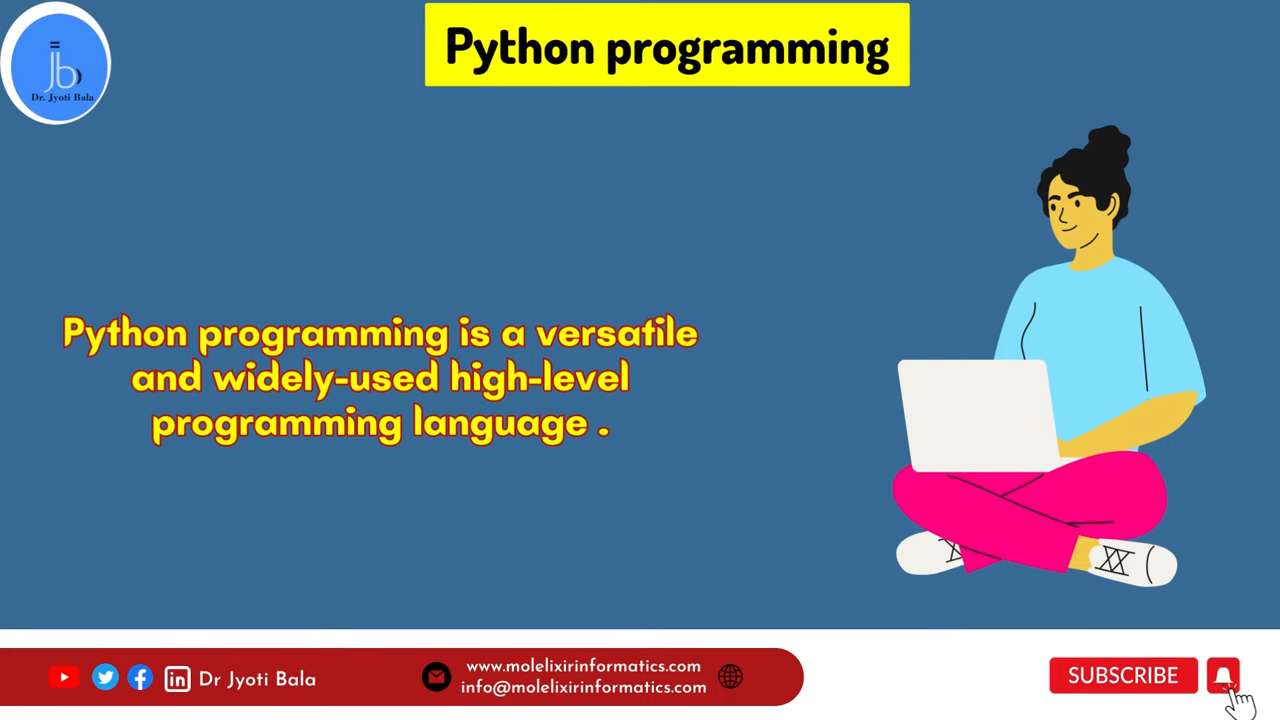 Python programming
Dr. Jyoti Bala
Python programming is a versatile
and widely-used high-level
programming language .
Dr Jyoti Bala
www.molelixirinformatics.com
info@molelixirinformatics.com
SUBSCRIBE